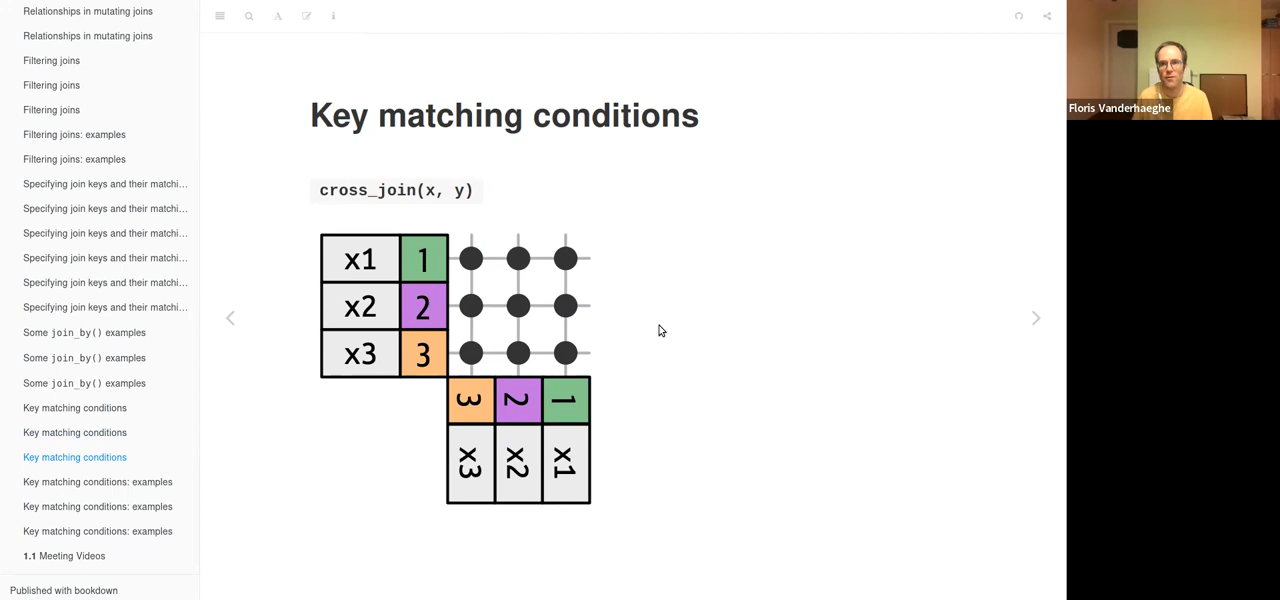 Relationships in mutating joins
Relationships in mutating joins
Filtering joins
Filtering joins
Filtering joins
Filtering joins: examples
Filtering joins: examples
Specifying join keys and their matchi...
Specifying join keys and their matchi...
Specifying join keys and their matchi...
Specifying join keys and their matchi...
Specifying join keys and their matchi...
Specifying join keys and their matchi...
Some join_by() examples
Some join_by() examples
Some join_by() examples
Key matching conditions
Key matching conditions
Key matching conditions
Key matching conditions: examples
Key matching conditions: examples
Key matching conditions: examples
1.1 Meeting Videos
Published with bookdown
Key matching conditions
cross_join(x, y)
x1 1
x2 2
x3 3
3 2 1
x3 x2 x1
Floris Vanderhaeghe